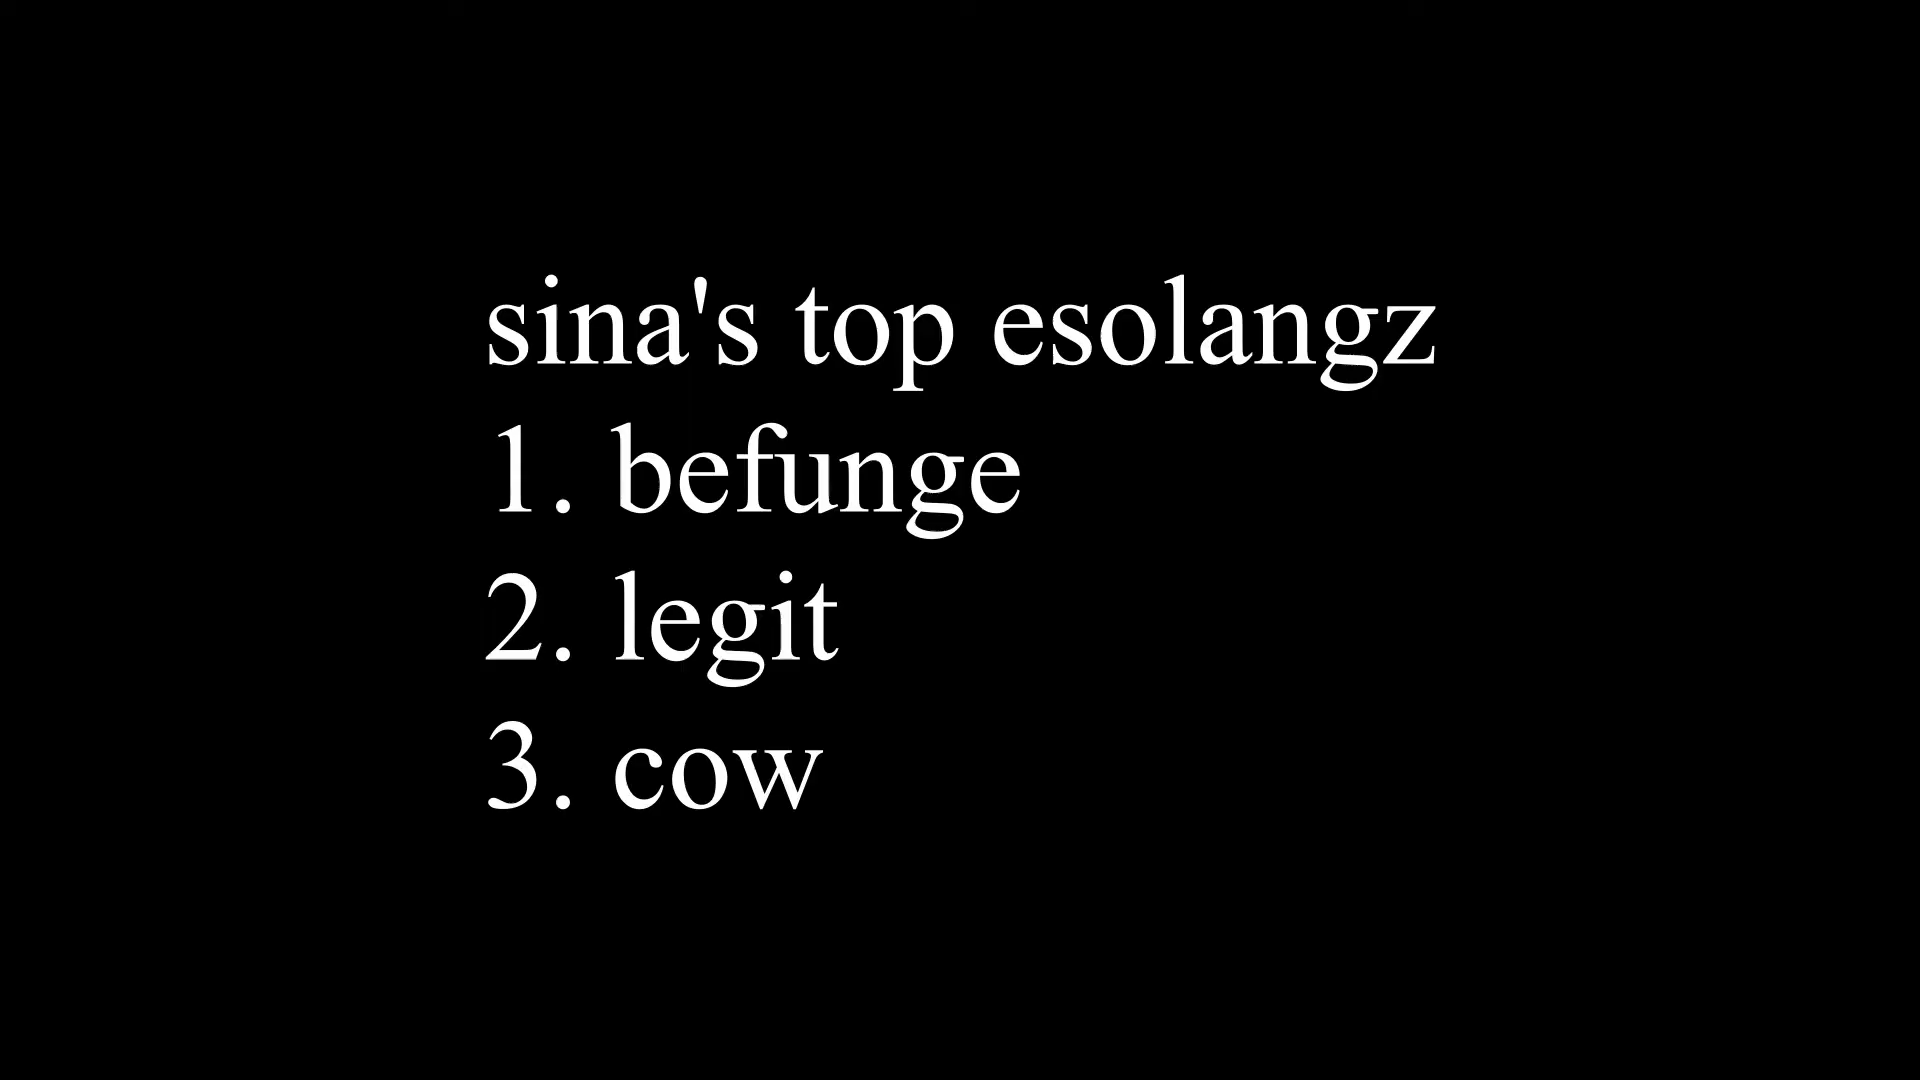 sina's top esolangz
1. befunge
2. legit
3. cow